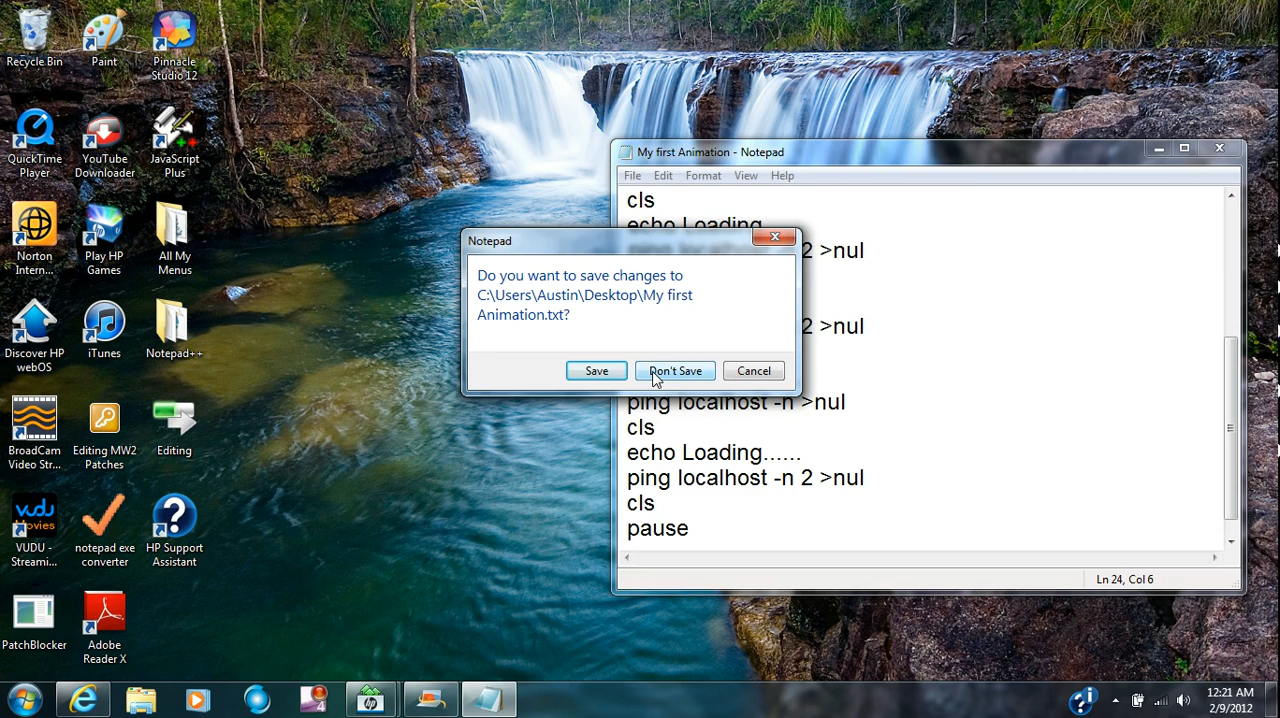 Recycle Bin
Paint
Pinnacle
Studio 12
QuickTime
Player
YouTube
Downloader
JavaScript
Plus
Norton
Intern...
Play HP
Games
All My
Menus
Discover HP
webOS
iTunes
Notepad++
BroadCam
Video Str...
Editing MW2
Patches
Editing
vudu
Movies
VUDU -
Streami...
notepad exe
converter
HP Support
Assistant
PatchBlocker
Adobe
Reader X
My first Animation - Notepad
File Edit Format View Help
cls
echo Loading
2 >nul
2 >nul
ping localhost -n >nul
cls
echo Loading......
ping localhost -n 2 >nul
cls
pause
Ln 24, Col 6
Notepad
Do you want to save changes to
C:\Users\Austin\Desktop\My first
Animation.txt?
Save
Don't Save
Cancel
12:21 AM
2/9/2012